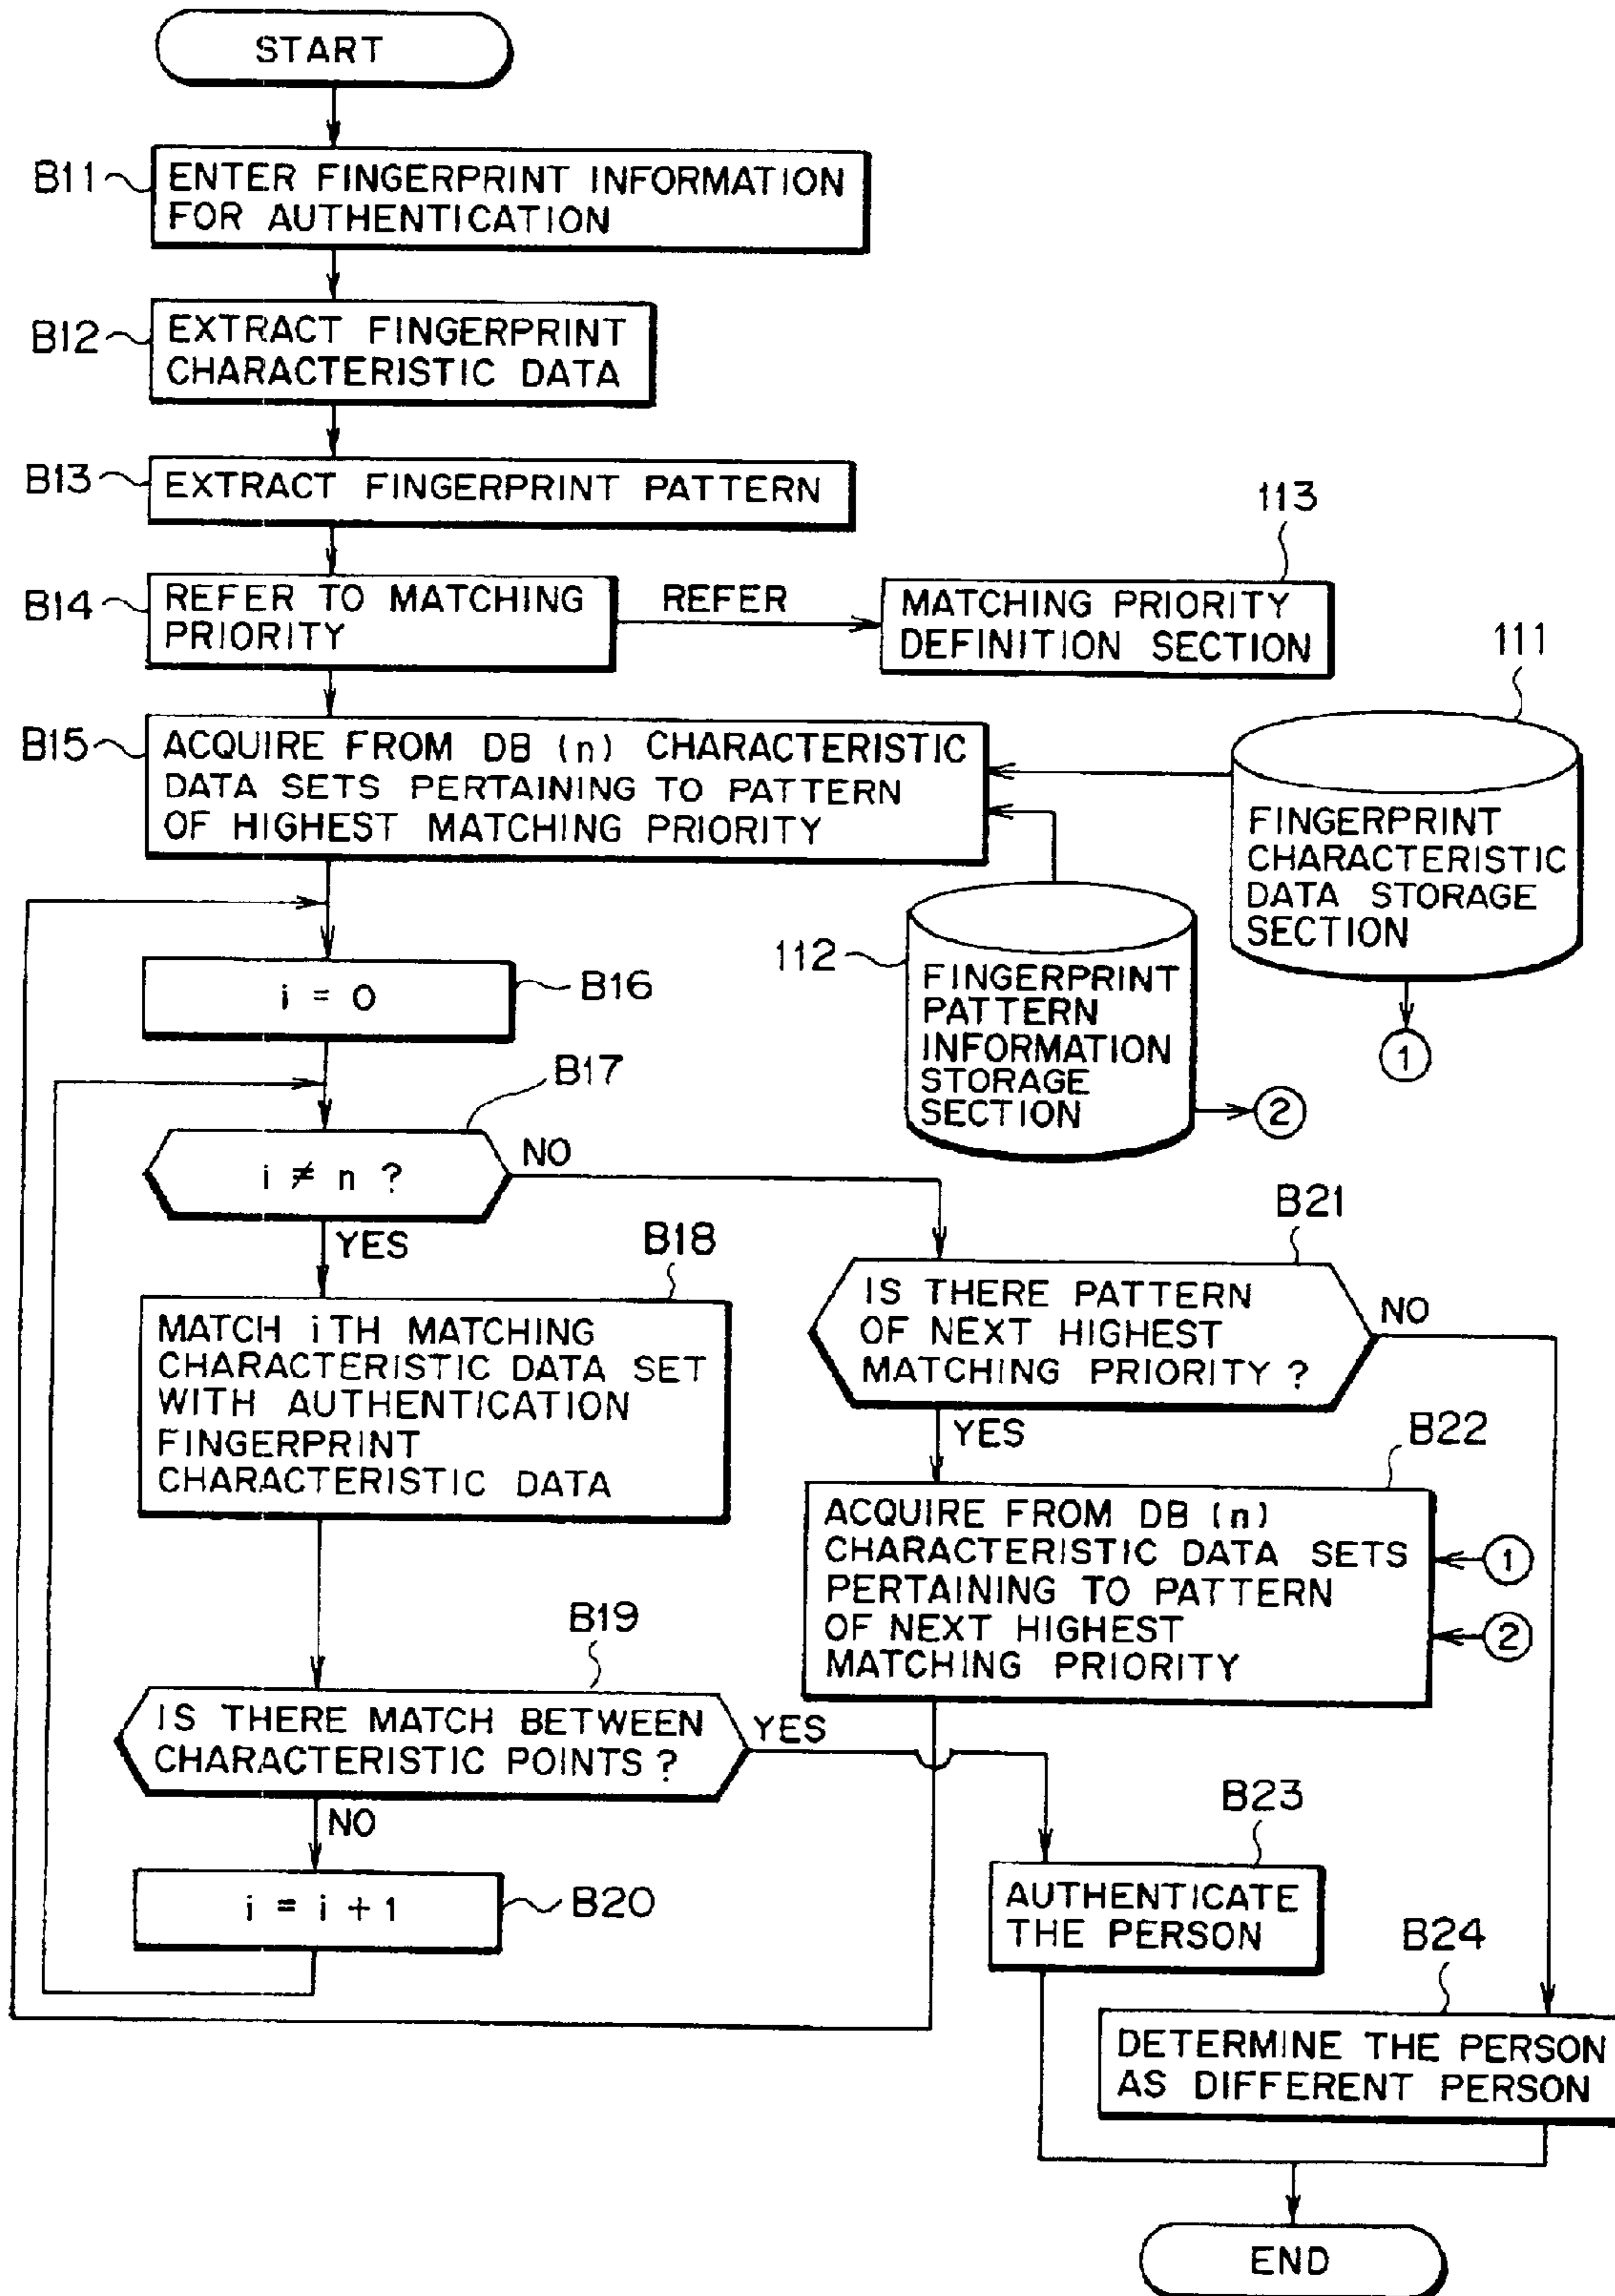 START
B11
ENTER FINGERPRINT INFORMATION
FOR AUTHENTICATION
B12
EXTRACT FINGERPRINT
CHARACTERISTIC DATA
B13
EXTRACT FINGERPRINT PATTERN
B14
REFER TO MATCHING
PRIORITY
REFER
113
MATCHING PRIORITY
DEFINITION SECTION
B15
ACQUIRE FROM DB (n) CHARACTERISTIC
DATA SETS PERTAINING TO PATTERN
OF HIGHEST MATCHING PRIORITY
111
FINGERPRINT
CHARACTERISTIC
DATA STORAGE
SECTION
1
112
FINGERPRINT
PATTERN
INFORMATION
STORAGE
SECTION
2
i = 0
B16
B17
i ≠ n ?
NO
YES
B18
MATCH iTH MATCHING
CHARACTERISTIC DATA SET
WITH AUTHENTICATION
FINGERPRINT
CHARACTERISTIC DATA
B21
IS THERE PATTERN
OF NEXT HIGHEST
MATCHING PRIORITY ?
NO
YES
B22
ACQUIRE FROM DB (n)
CHARACTERISTIC DATA SETS
PERTAINING TO PATTERN
OF NEXT HIGHEST
MATCHING PRIORITY
1
2
B19
IS THERE MATCH BETWEEN
CHARACTERISTIC POINTS ?
YES
NO
i = i + 1
B20
B23
AUTHENTICATE
THE PERSON
B24
DETERMINE THE PERSON
AS DIFFERENT PERSON
END